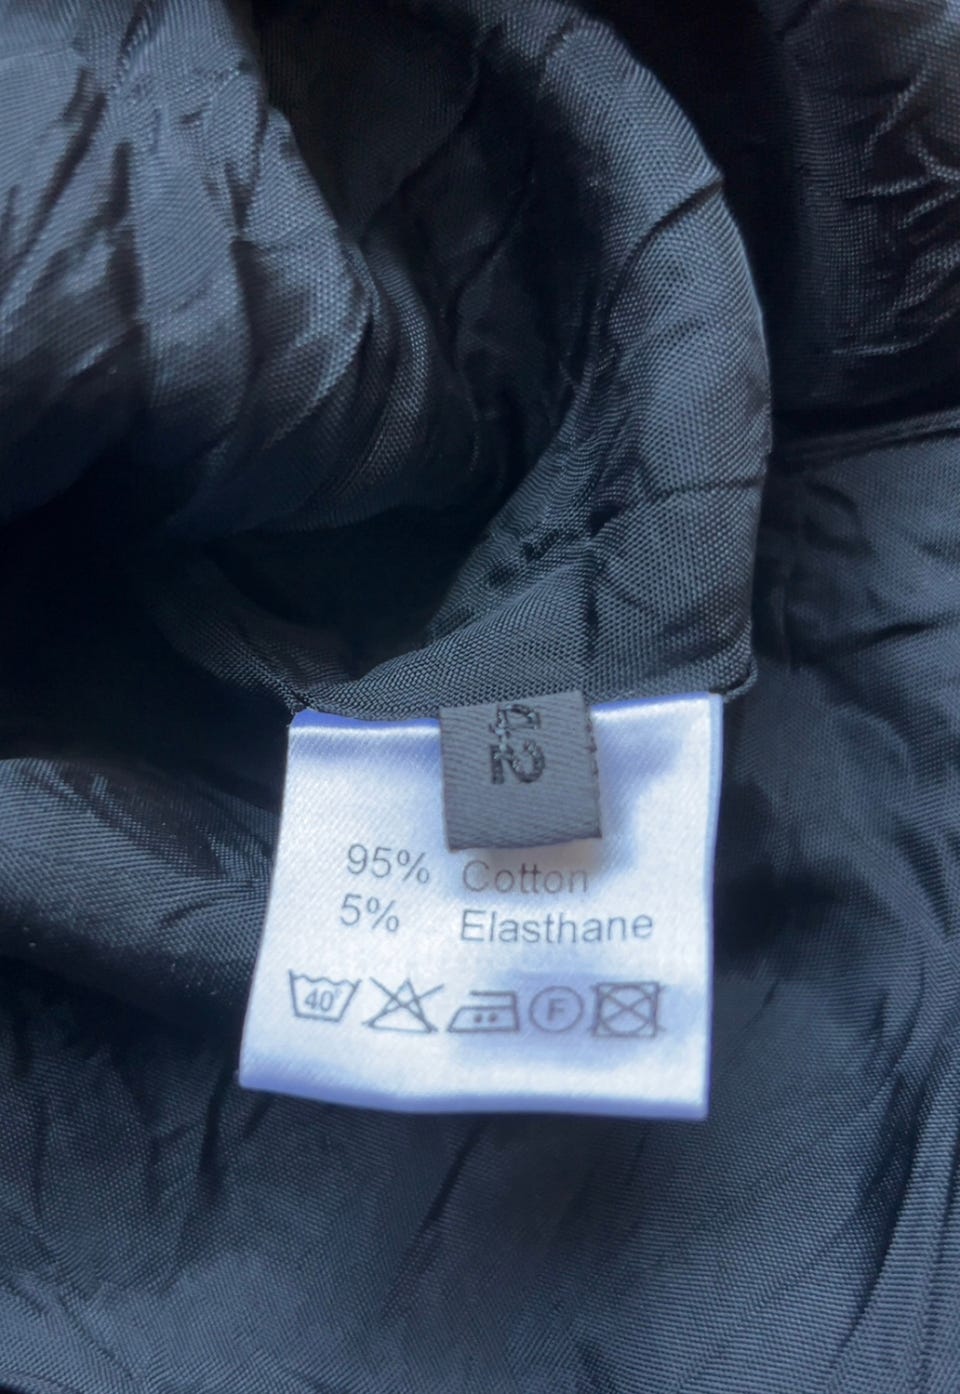 42
95% Cotton
5% Elasthane
40° F